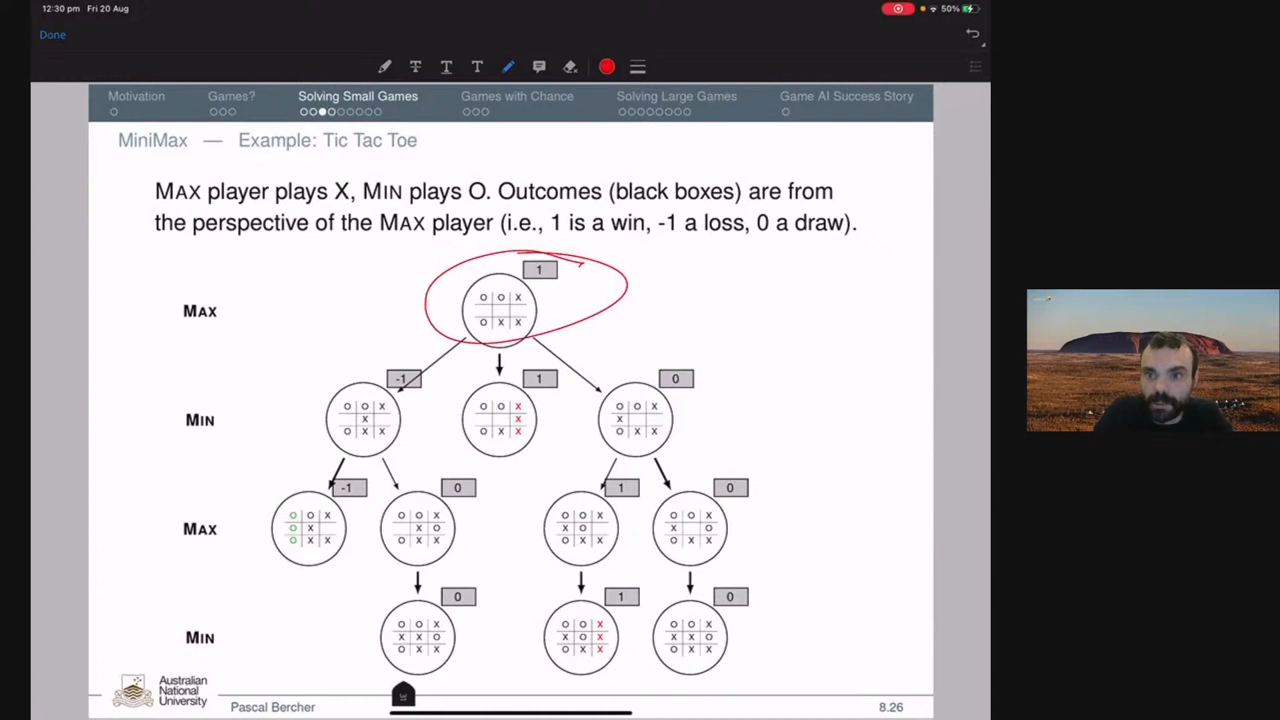 12:30 pm Fri 20 Aug
50%
Done
T T T
Motivation Games? Solving Small Games Games with Chance Solving Large Games Game AI Success Story
MiniMax — Example: Tic Tac Toe
MAX player plays X, MIN plays O. Outcomes (black boxes) are from
the perspective of the MAX player (i.e., 1 is a win, -1 a loss, 0 a draw).
1
MAX
O O X
O X X
-1 1 0
MIN
O O X O O X O O X
X X X
O X X O X X O X X
-1 0 1 0
MAX
O O X O O X O O X O O X
O X X O X O X O
O X X O X X O X X O X X
0 1 0
MIN
O O X O O X O O X
X X O X O X X X O
O X X O X X O X X
Australian
National
University
Pascal Bercher
31
8.26